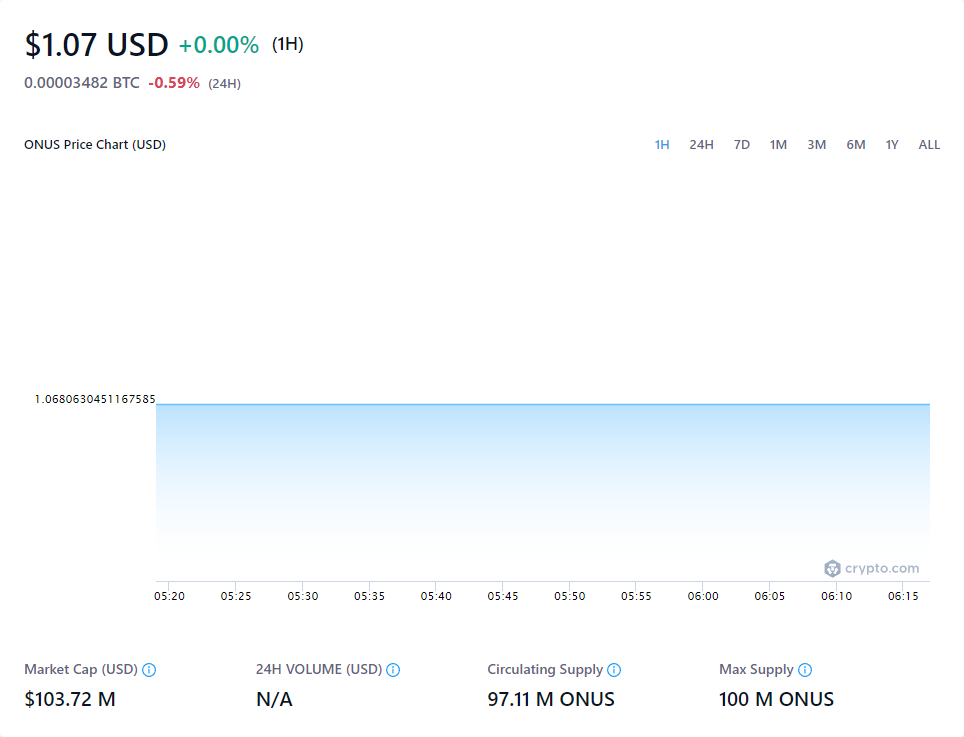 $1.07 USD +0.00% (1H)
0.00003482 BTC -0.59% (24H)
ONUS Price Chart (USD) 1H 24H 7D 1M 3M 6M 1Y ALL
1.0680630451167585
crypto.com
05:20 05:25 05:30 05:35 05:40 05:45 05:50 05:55 06:00 06:05 06:10 06:15
Market Cap (USD) 24H VOLUME (USD) Circulating Supply Max Supply
$103.72 M N/A 97.11 M ONUS 100 M ONUS